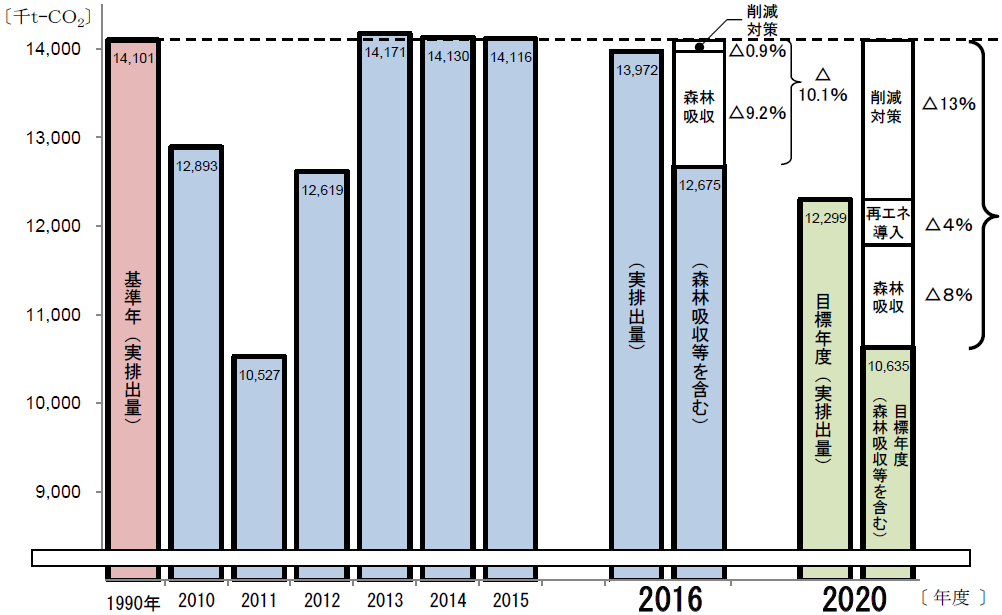 〔千t-CO₂〕
14,000
13,000
12,000
11,000
10,000
9,000
14,101
基準年（実排出量）
12,893
10,527
12,619
14,171
14,130
14,116
13,972
（実排出量）
削減
対策
△0.9%
森林
吸収
△9.2%
△
10.1%
12,675
（森林吸収等を含む）
12,299
目標年度（実排出量）
削減
対策
△13%
再エネ
導入
△4%
森林
吸収
△8%
10,635
目標年度
（森林吸収等を含む）
1990年
2010
2011
2012
2013
2014
2015
2016
2020
〔 年度 〕